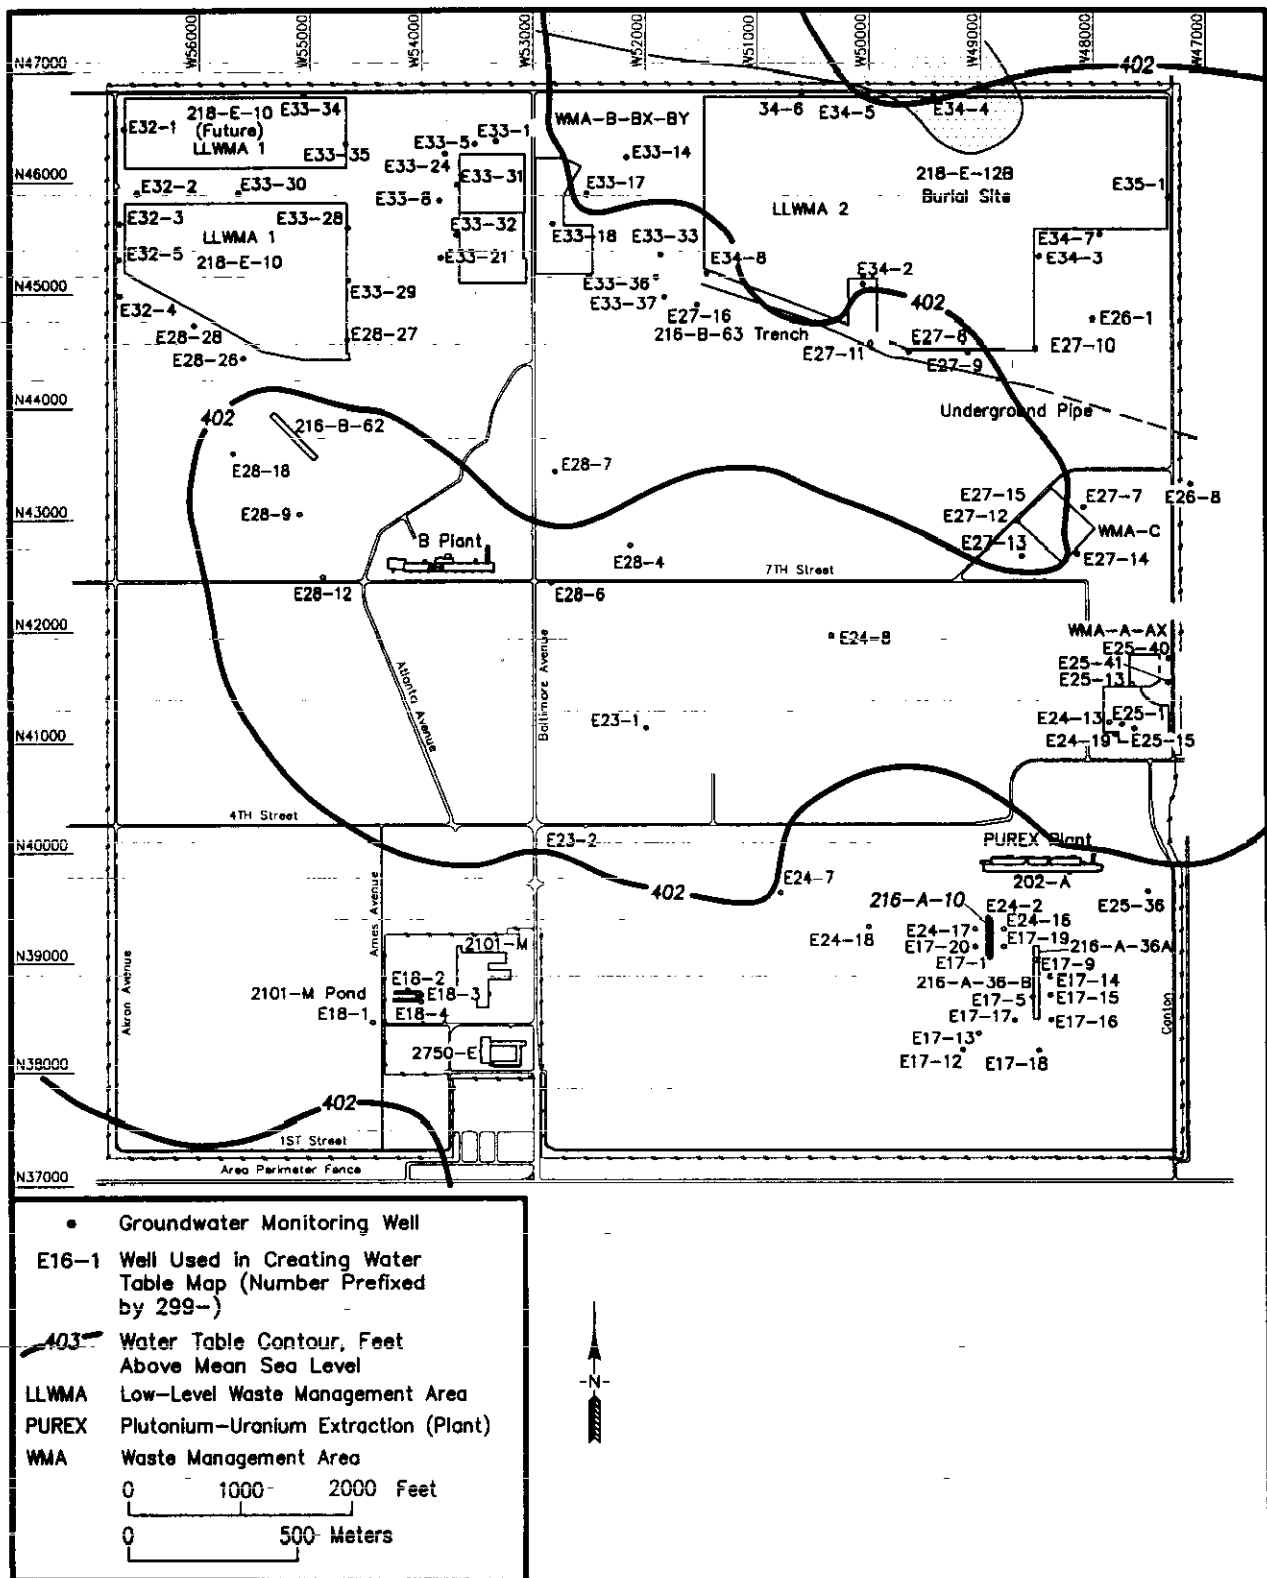 W56000
W55000
W54000
W53000
W52000
W51000
W50000
W49000
W48000
W47000
N47000
402
218-E-10
(Future)
LLWMA 1
E33-34
E32-1
E33-35
E33-5
E33-1
WMA-B-BX-BY
34-6
E34-5
E34-4
E33-24
E33-14
N46000
E33-31
218-E-12B
Burial Site
E35-1
E32-2
E33-30
E33-8
E33-17
LLWMA 2
E32-3
E33-28
E33-32
E33-18
E33-33
E34-7
LLWMA 1
218-E-10
E32-5
E33-21
E34-8
E34-3
N45000
E33-29
E33-36
E34-2
E32-4
E33-37
E27-16
402
E26-1
E28-28
E28-27
216-B-63 Trench
E27-8
E28-26
E27-11
E27-9
E27-10
N44000
402
216-B-62
Underground Pipe
E28-18
E28-7
E27-15
E27-7
E26-8
N43000
E28-9
E27-12
WMA-C
B Plant
E27-13
E28-4
E27-14
7TH Street
E28-12
E28-6
N42000
E24-8
WMA-A-AX
E25-40
E25-41
E25-13
Atlanta Avenue
Baltimore Avenue
E23-1
E24-13
E25-1
N41000
E24-19
E25-15
4TH Street
N40000
E23-2
PUREX Plant
402
E24-7
202-A
216-A-10
E24-2
E25-36
Ames Avenue
E24-18
E24-17
E24-16
N39000
2101-M
E17-20
E17-19
216-A-36A
E17-1
E17-9
E18-2
216-A-36-B
E17-14
2101-M Pond
E18-3
E17-5
E17-15
Akron Avenue
E18-1
E18-4
E17-17
E17-16
Canton
E17-13
2750-E
E17-12
E17-18
N38000
402
1ST Street
Area Perimeter Fence
N37000
Groundwater Monitoring Well
E16-1 Well Used in Creating Water
Table Map (Number Prefixed
by 299-)
403 Water Table Contour, Feet
Above Mean Sea Level
LLWMA Low-Level Waste Management Area
PUREX Plutonium-Uranium Extraction (Plant)
WMA Waste Management Area
0 1000 2000 Feet
0 500 Meters
-N-